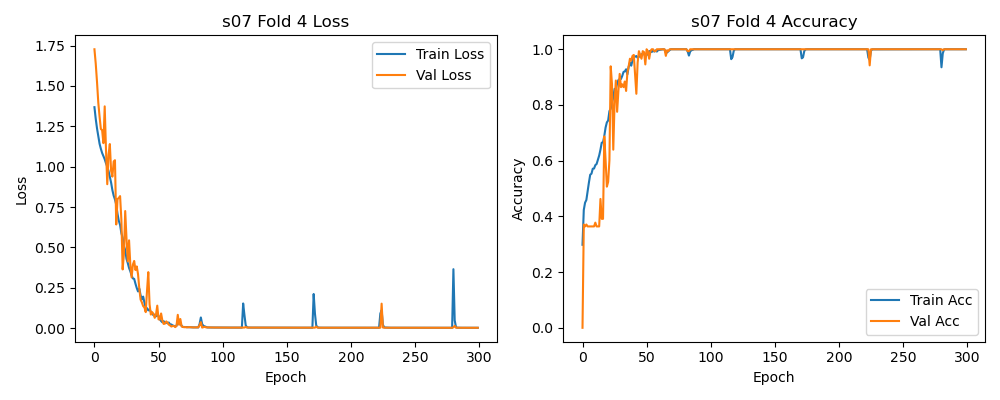 s07 Fold 4 Loss
1.75
1.50
1.25
1.00
0.75
0.50
0.25
0.00
Loss
0 50 100 150 200 250 300
Epoch
Train Loss
Val Loss
s07 Fold 4 Accuracy
1.0
0.8
0.6
0.4
0.2
0.0
Accuracy
0 50 100 150 200 250 300
Epoch
Train Acc
Val Acc